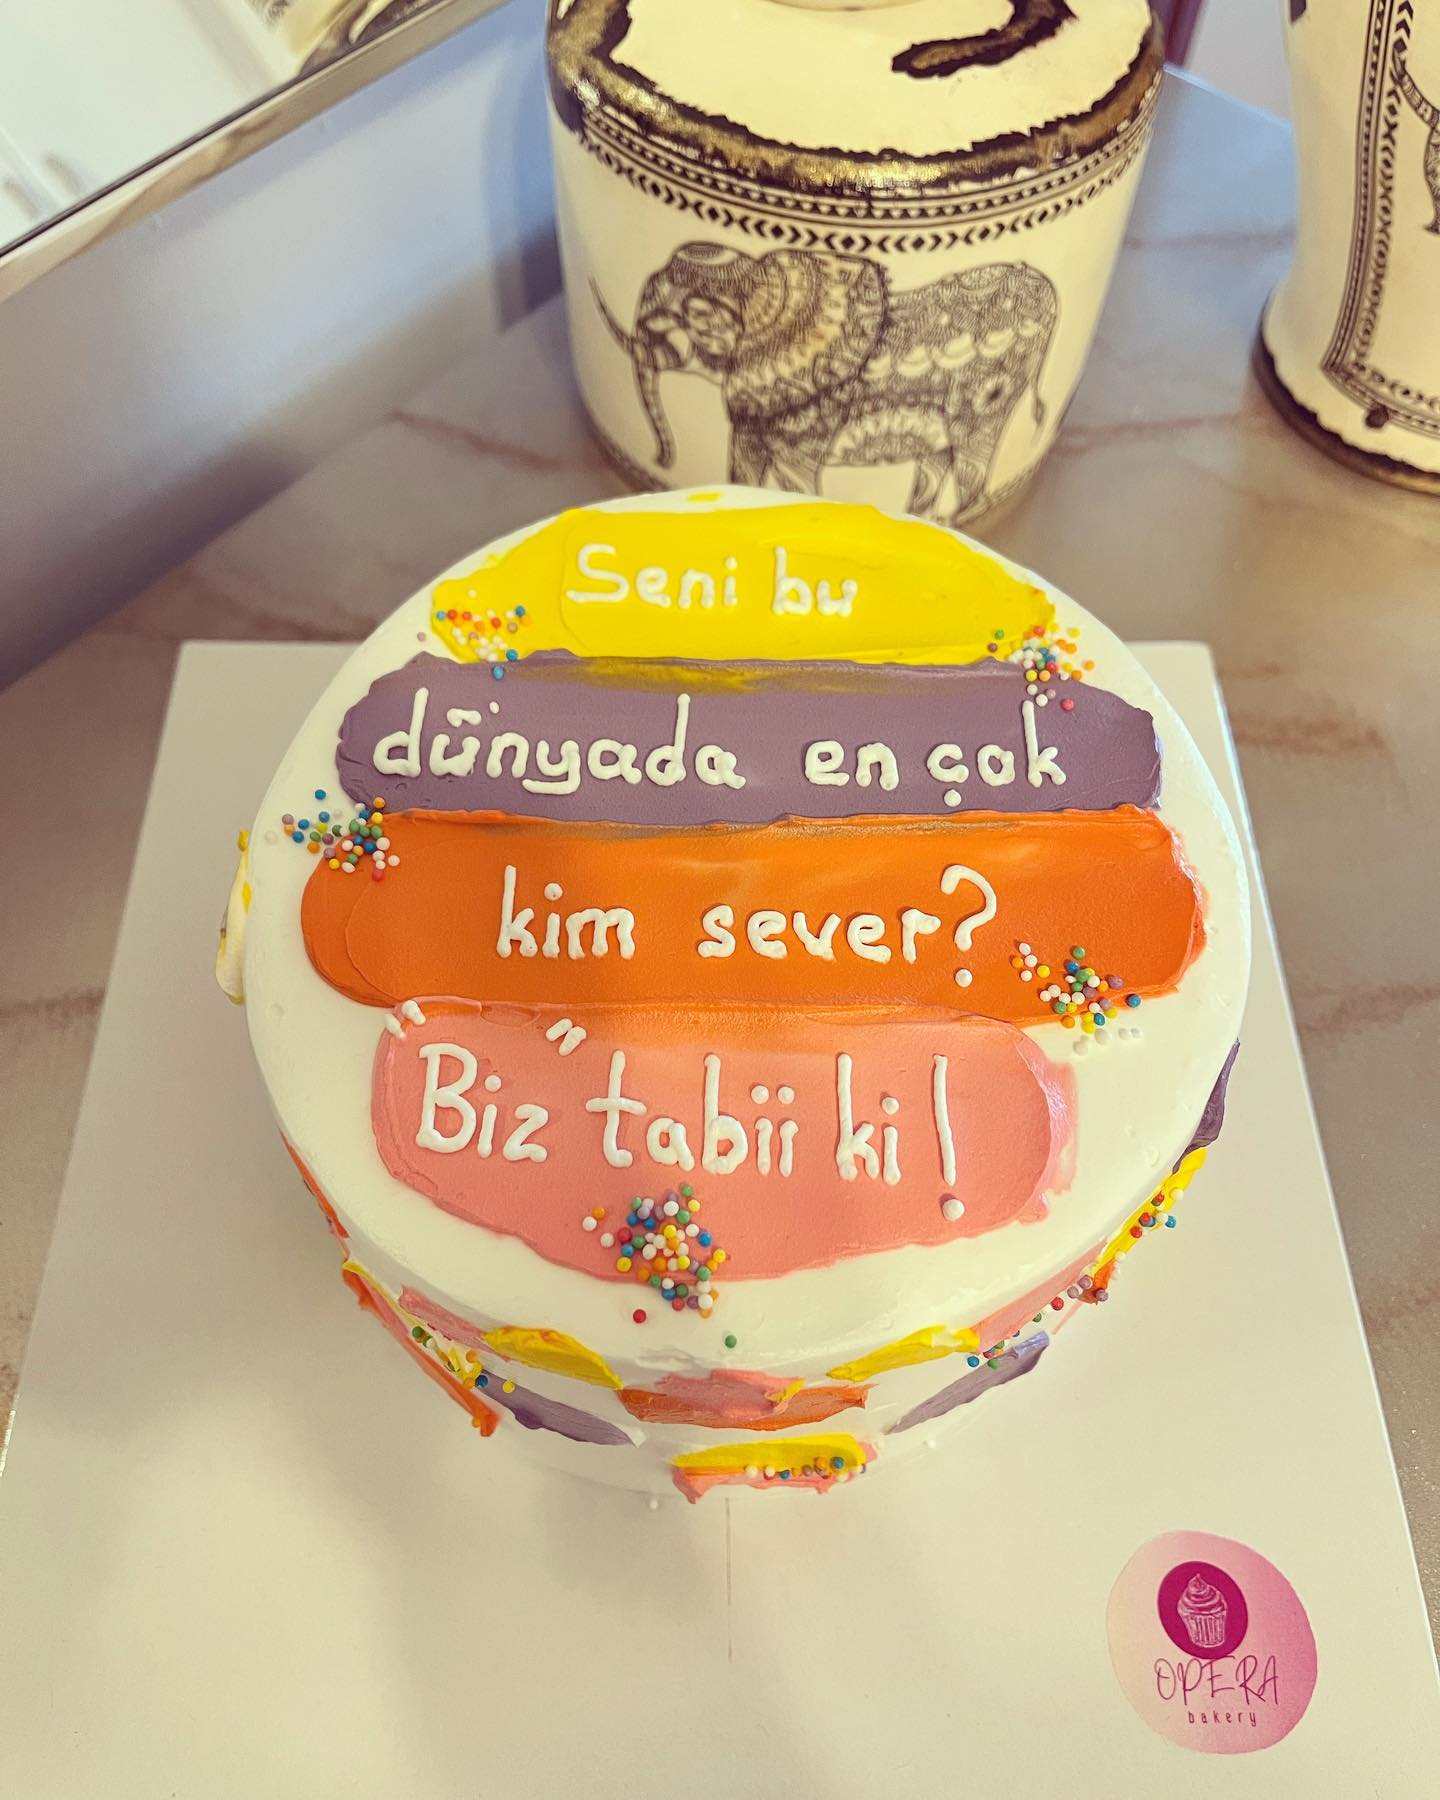 Seni bu
dünyada en çok
kim sever?
"Biz" tabii ki!
OPERA
bakery